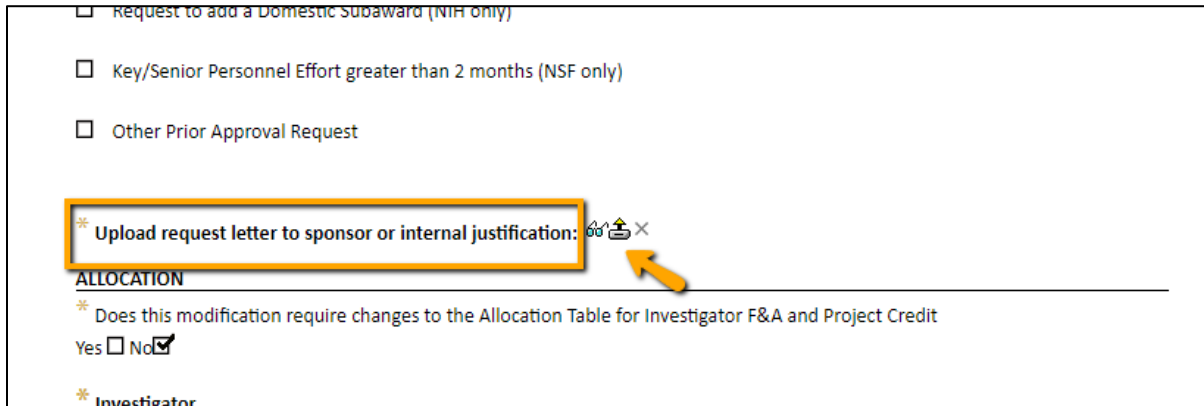 Request to add a Domestic Subaward (NIH only)
Key/Senior Personnel Effort greater than 2 months (NSF only)
Other Prior Approval Request
* Upload request letter to sponsor or internal justification:
ALLOCATION
* Does this modification require changes to the Allocation Table for Investigator F&A and Project Credit
Yes No
* Investigator